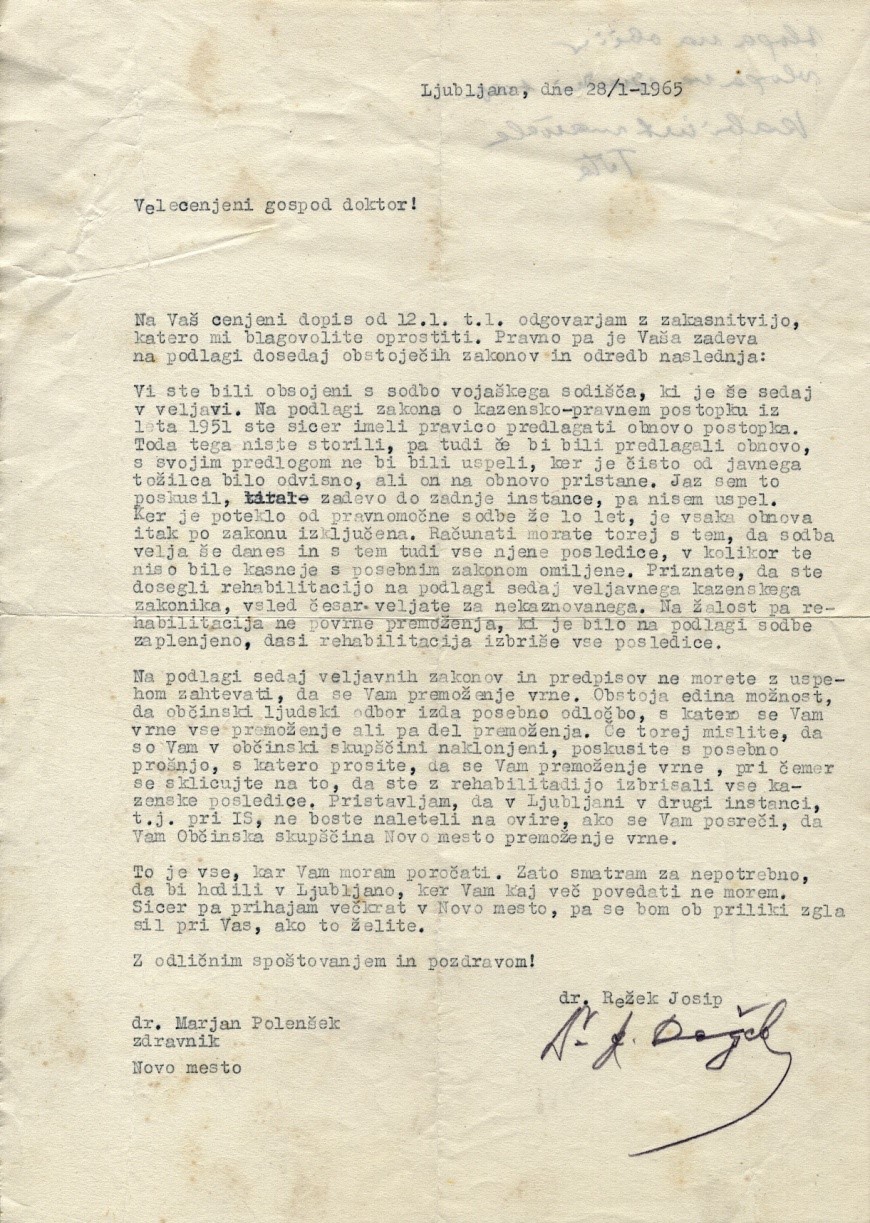 Ljubljana, dne 28/1-1965
Velecenjeni gospod doktor!
Na Vaš cenjeni dopis od 12.1. t.l. odgovarjam z zakasnitvijo,
katero mi blagovolite oprostiti. Pravno pa je Vaša zadeva
na podlagi dosedaj obstoječih zakonov in odredb naslednja:
Vi ste bili obsojeni s sodbo vojaškega sodišča, ki je še sedaj
v veljavi. Na podlagi zakona o kazensko-pravnem postopku iz
leta 1951 ste sicer imeli pravico predlagati obnovo postopka.
Toda tega niste storili, pa tudi če bi bili predlagali obnovo,
s svojim predlogom ne bi bili uspeli, ker je čisto od javnega
tožilca bilo odvisno, ali on na obnovo pristane. Jaz sem to
poskusil, zadevo do zadnje instance, pa nisem uspel.
Ker je poteklo od pravnomočne sodbe že lo let, je vsaka obnova
itak po zakonu izključena. Računati morate torej s tem, da sodba
velja še danes in s tem tudi vse njene posledice, v kolikor te
niso bile kasneje s posebnim zakonom omiljene. Priznate, da ste
dosegli rehabilitacijo na podlagi sedaj veljavnega kazenskega
zakonika, vsled česar veljate za nekaznovanega. Na žalost pa re-
habilitacija ne povrne premoženja, ki je bilo na podlagi sodbe
zaplenjeno, dasi rehabilitacija izbriše vse posledice.
Na podlagi sedaj veljavnih zakonov in predpisov ne morete z uspe-
hom zahtevati, da se Vam premoženje vrne. Obstoja edina možnost,
da občinski ljudski odbor izda posebno odločbo, s katero se Vam
vrne vse premoženje ali pa del premoženja. Če torej mislite, da
so Vam v občinski skupščini naklonjeni, poskusite s posebno
prošnjo, s katero prosite, da se Vam premoženje vrne , pri čemer
se sklicujte na to, da ste z rehabilitadijo izbrisali vse ka-
zenske posledice. Pristavljam, da v Ljubljani v drugi instanci,
t.j. pri IS, ne boste naleteli na ovire, ako se Vam posreči, da
Vam Občinska skupščina Novo mesto premoženje vrne.
To je vse, kar Vam moram poročati. Zato smatram za nepotrebno,
da bi hodili v Ljubljano, ker Vam kaj več povedati ne morem.
Sicer pa prihajam večkrat v Novo mesto, pa se bom ob priliki zgla
sil pri Vas, ako to želite.
Z odličnim spoštovanjem in pozdravom!
dr. Režek Josip
dr. Marjan Polenšek
zdravnik
Novo mesto